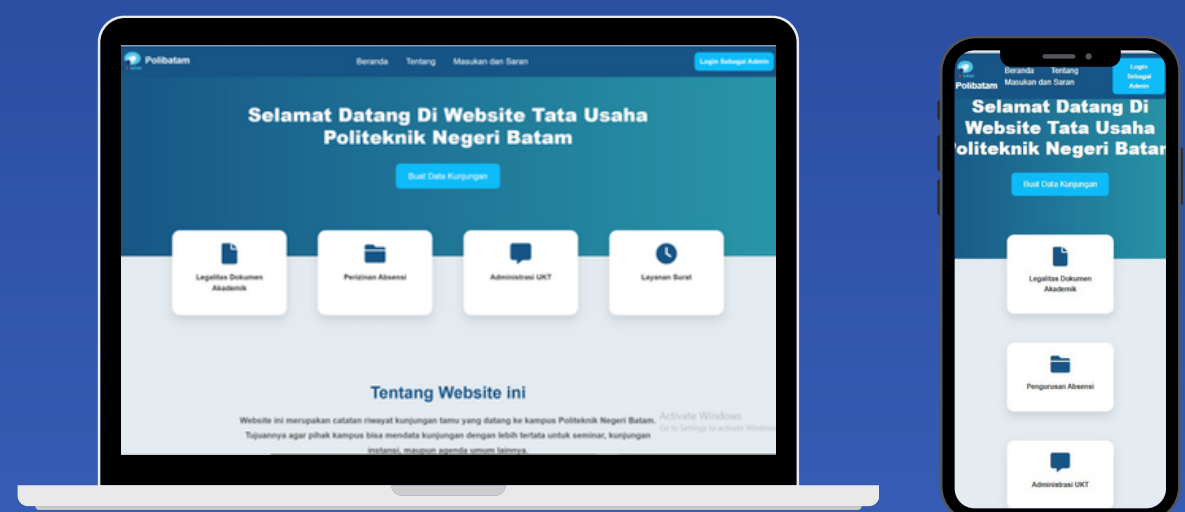 Polibatam
Beranda Tentang Masukan dan Saran
Login Sebagai Admin
Selamat Datang Di Website Tata Usaha
Politeknik Negeri Batam
Buat Data Kunjungan
Legalitas Dokumen
Akademik
Perizinan Absensi
Administrasi UKT
Layanan Surat
Tentang Website ini
Website ini merupakan catatan riwayat kunjungan tamu yang datang ke kampus Politeknik Negeri Batam.
Tujuannya agar pihak kampus bisa mendata kunjungan dengan lebih tertata untuk seminar, kunjungan
instansi, maupun agenda umum lainnya.
Activate Windows
Go to Settings to activate Windows
Polibatam
Beranda Tentang
Masukan dan Saran
Login
Sebagai
Admin
Selamat Datang Di
Website Tata Usaha
oliteknik Negeri Batan
Buat Data Kunjungan
Legalitas Dokumen
Akademik
Pengurusan Absensi
Administrasi UKT